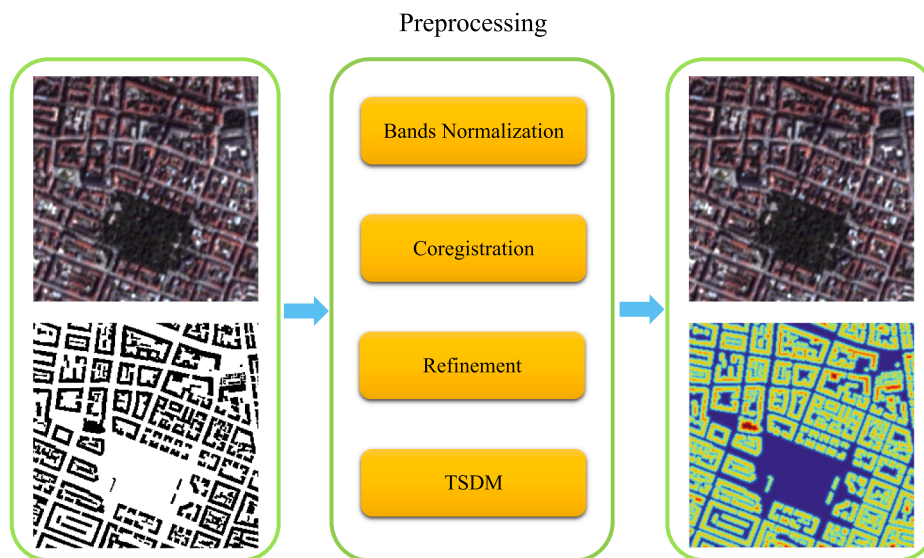 Preprocessing
Bands Normalization
Coregistration
Refinement
TSDM